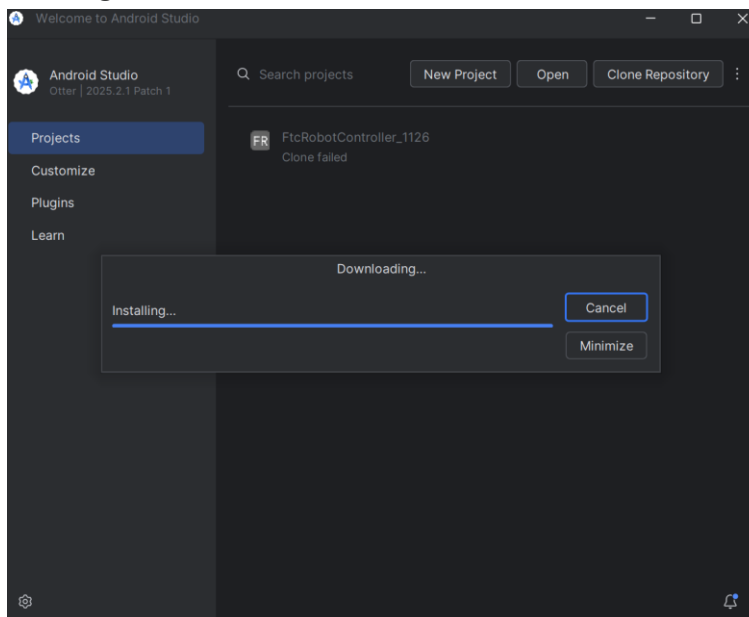 Welcome to Android Studio
Android Studio
Otter | 2025.2.1 Patch 1
Search projects
New Project
Open
Clone Repository
Projects
Customize
Plugins
Learn
FR
FtcRobotController_1126
Clone failed
Downloading...
Installing...
Cancel
Minimize